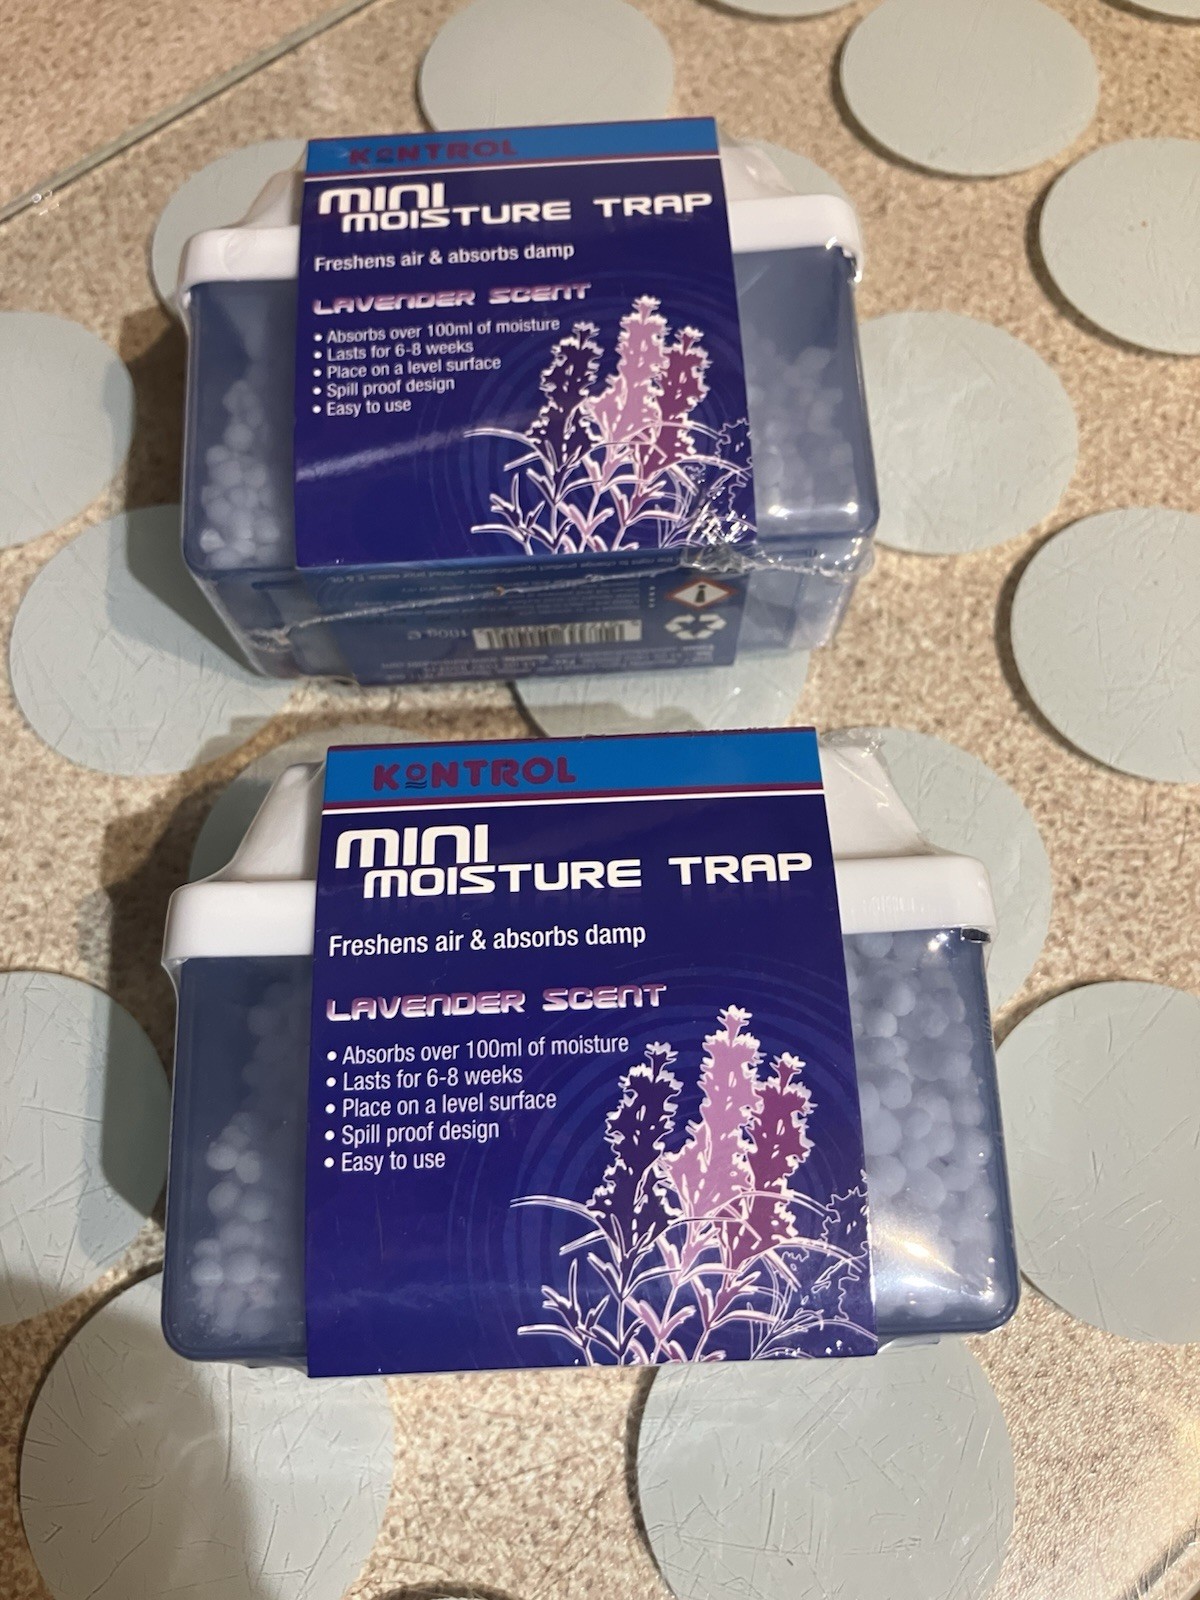 KONTROL
MINI
MOISTURE TRAP
Freshens air & absorbs damp
LAVENDER SCENT
• Absorbs over 100ml of moisture
• Lasts for 6-8 weeks
• Place on a level surface
• Spill proof design
• Easy to use
100g e
KONTROL
MINI
MOISTURE TRAP
Freshens air & absorbs damp
LAVENDER SCENT
• Absorbs over 100ml of moisture
• Lasts for 6-8 weeks
• Place on a level surface
• Spill proof design
• Easy to use